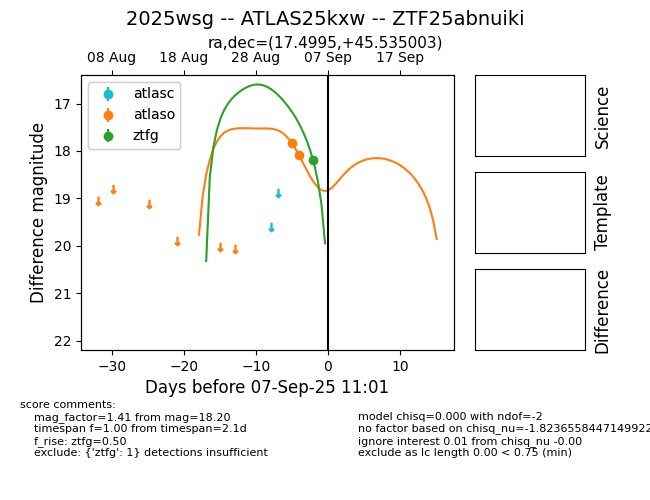 2025wsg -- ATLAS25kxw -- ZTF25abnuiki
ra,dec=(17.4995,+45.535003)
08 Aug 18 Aug 28 Aug 07 Sep 17 Sep
atlasc
atlaso
ztfg
17
18
19
20
21
22
Difference magnitude
−30 −20 −10 0 10
Days before 07-Sep-25 11:01
Science
Template
Difference
score comments:
mag_factor=1.41 from mag=18.20
timespan f=1.00 from timespan=2.1d
f_rise: ztfg=0.50
exclude: {'ztfg': 1} detections insufficient
model chisq=0.000 with ndof=-2
no factor based on chisq_nu=-1.8236558447149922
ignore interest 0.01 from chisq_nu -0.00
exclude as lc length 0.00 < 0.75 (min)